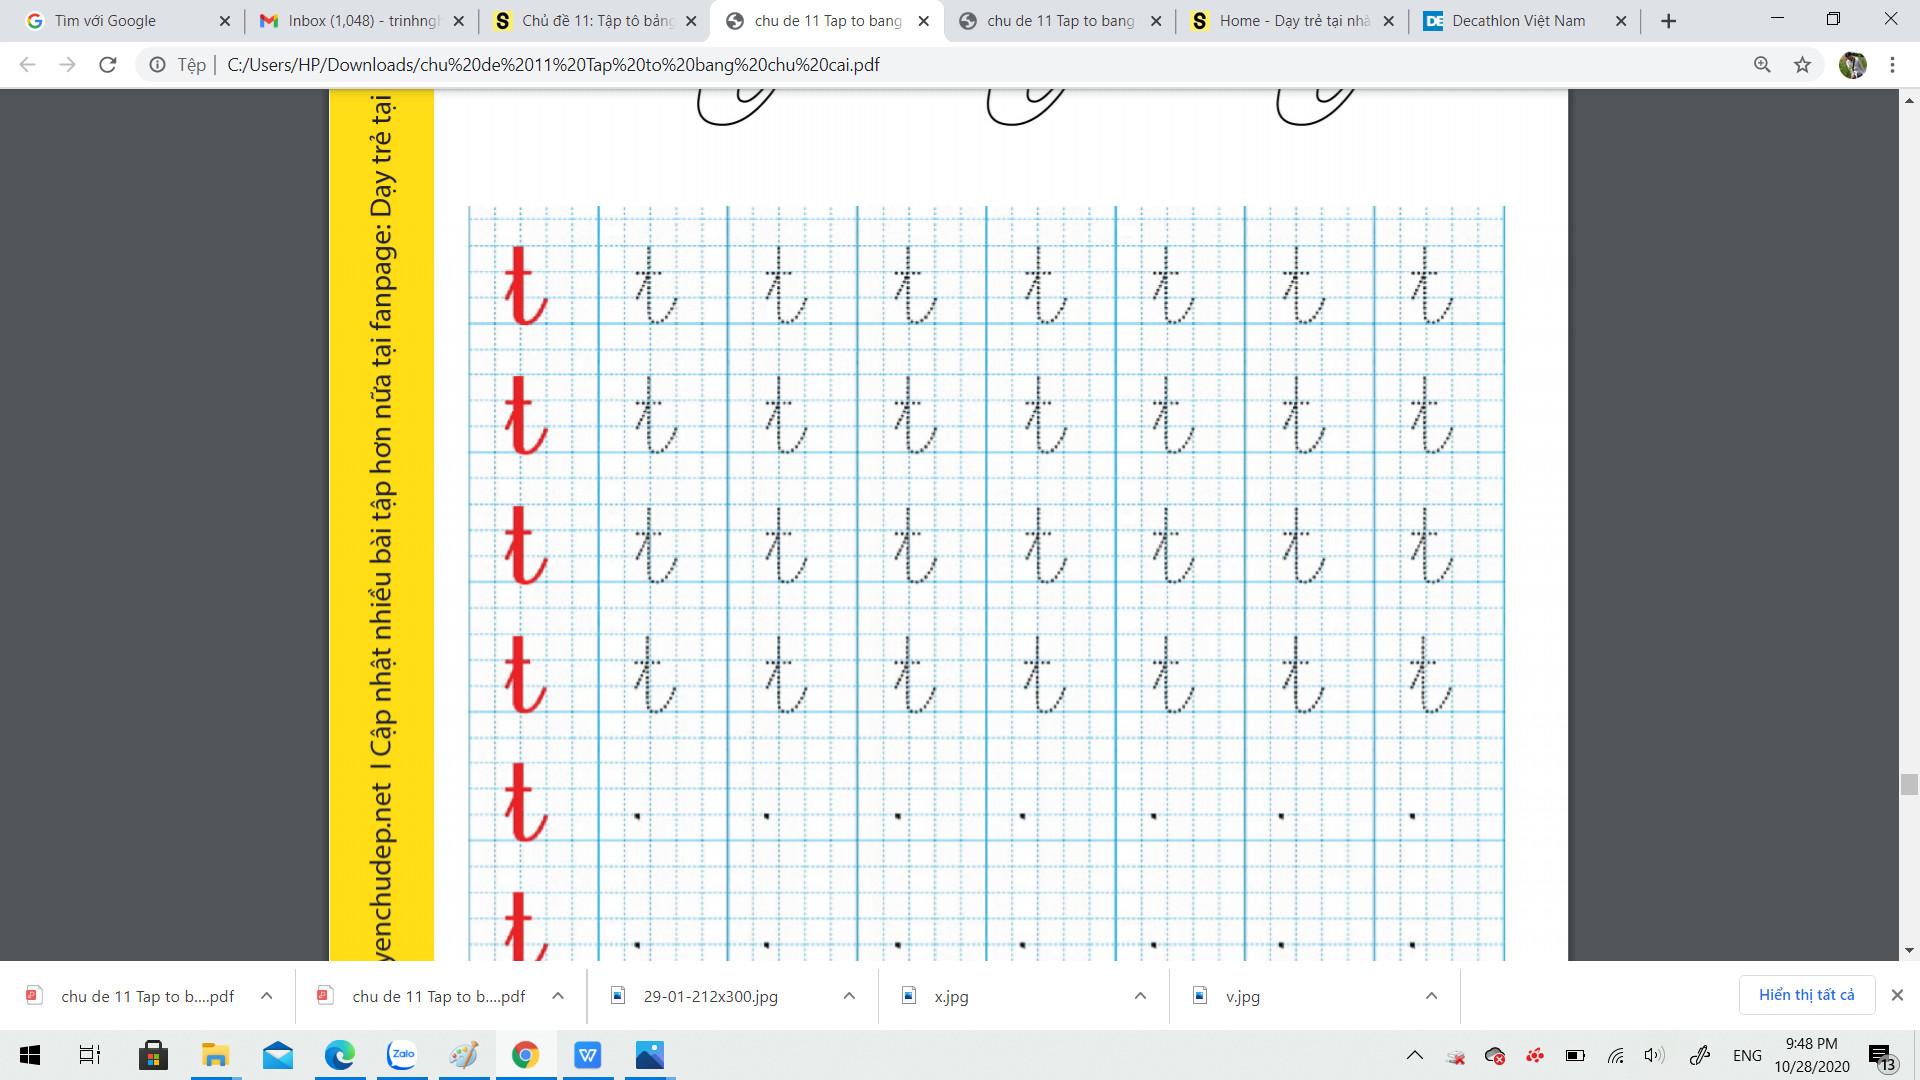 Tìm với Google
Inbox (1,048) - trinhngh
Chủ đề 11: Tập tô bảng
chu de 11 Tap to bang
chu de 11 Tap to bang
Home - Dạy trẻ tại nhà
Decathlon Việt Nam
Tệp
C:/Users/HP/Downloads/chu%20de%2011%20Tap%20to%20bang%20chu%20cai.pdf
yenchudep.net I Cập nhật nhiều bài tập hơn nữa tại fanpage: Dạy trẻ tại
t t t t t t t t
t t t t t t t t
t t t t t t t t
t t t t t t t t
t . . . . . . .
t . . . . . . .
chu de 11 Tap to b....pdf
chu de 11 Tap to b....pdf
29-01-212x300.jpg
x.jpg
v.jpg
Hiển thị tất cả
Zalo
W
ENG
9:48 PM
10/28/2020
13